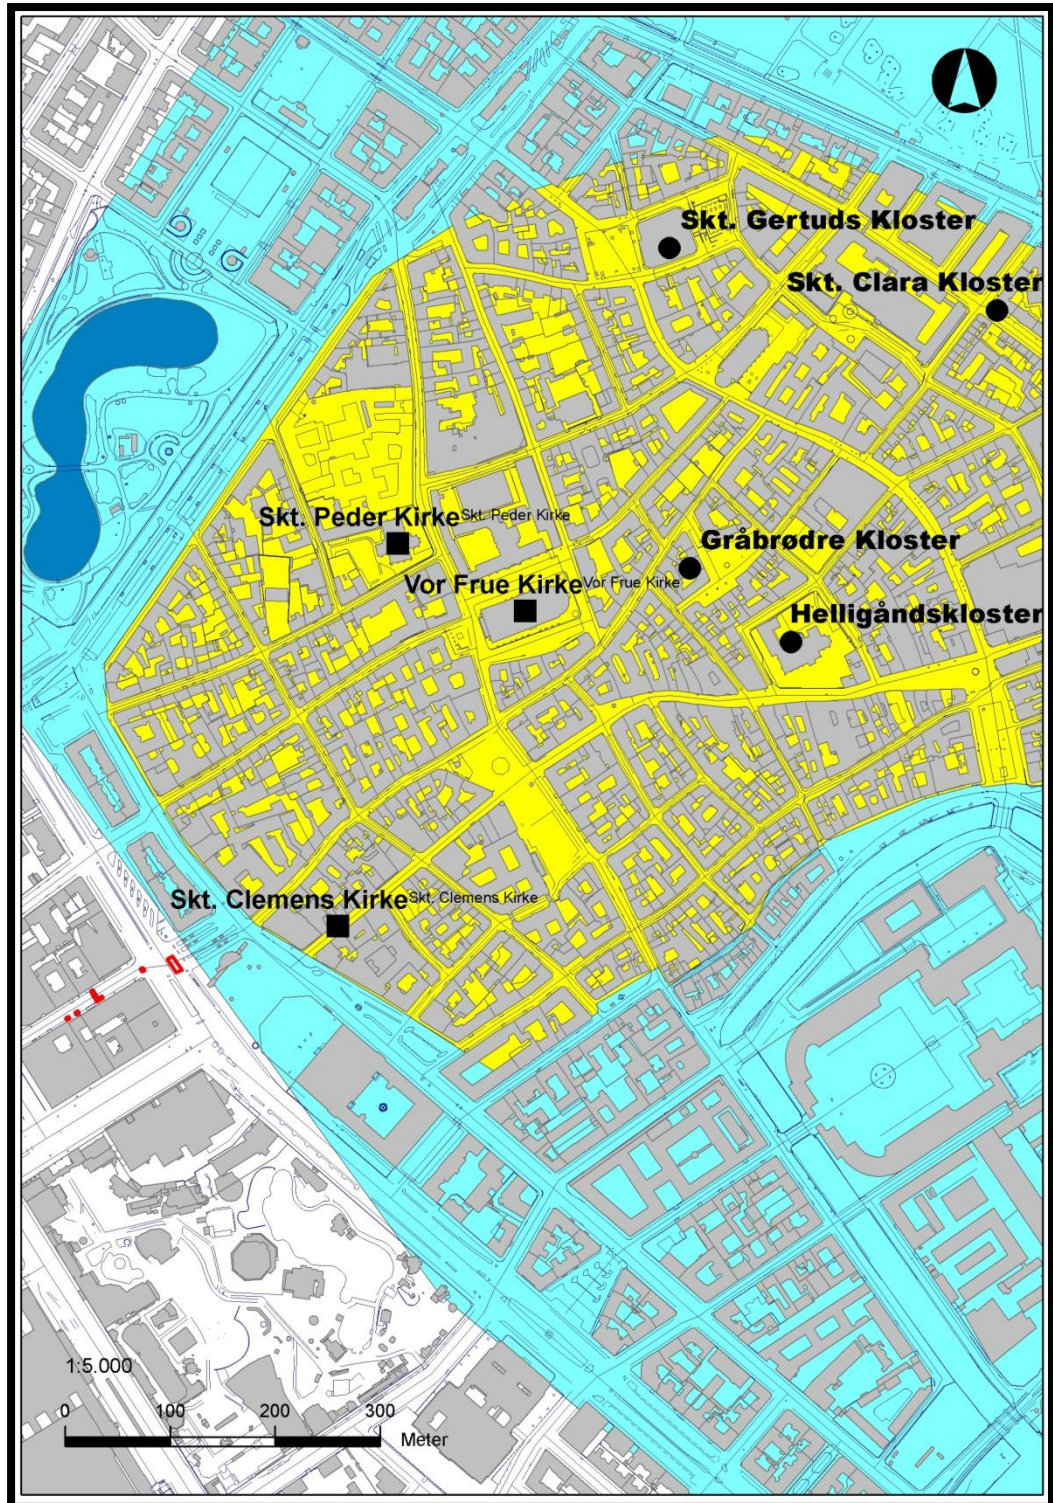 Skt. Gertuds Kloster
Skt. Clara Kloster
Skt. Peder Kirke Skt. Peder Kirke
Gråbrødre Kloster
Vor Frue Kirke Vor Frue Kirke
Helligåndskloster
Skt. Clemens Kirke Skt. Clemens Kirke
1:5.000
0 100 200 300
Meter